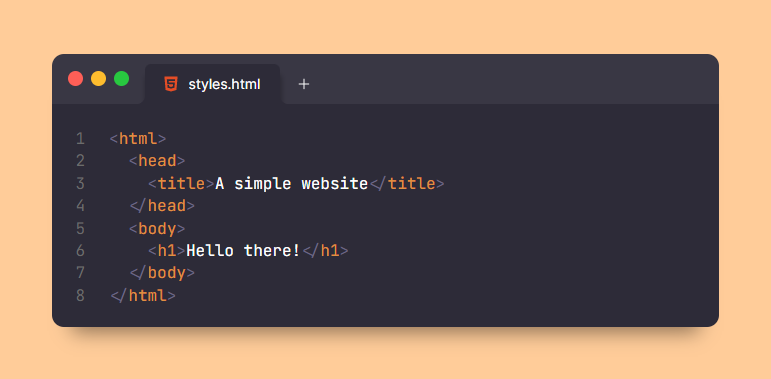 styles.html +
1 <html>
2   <head>
3     <title>A simple website</title>
4   </head>
5   <body>
6     <h1>Hello there!</h1>
7   </body>
8 </html>